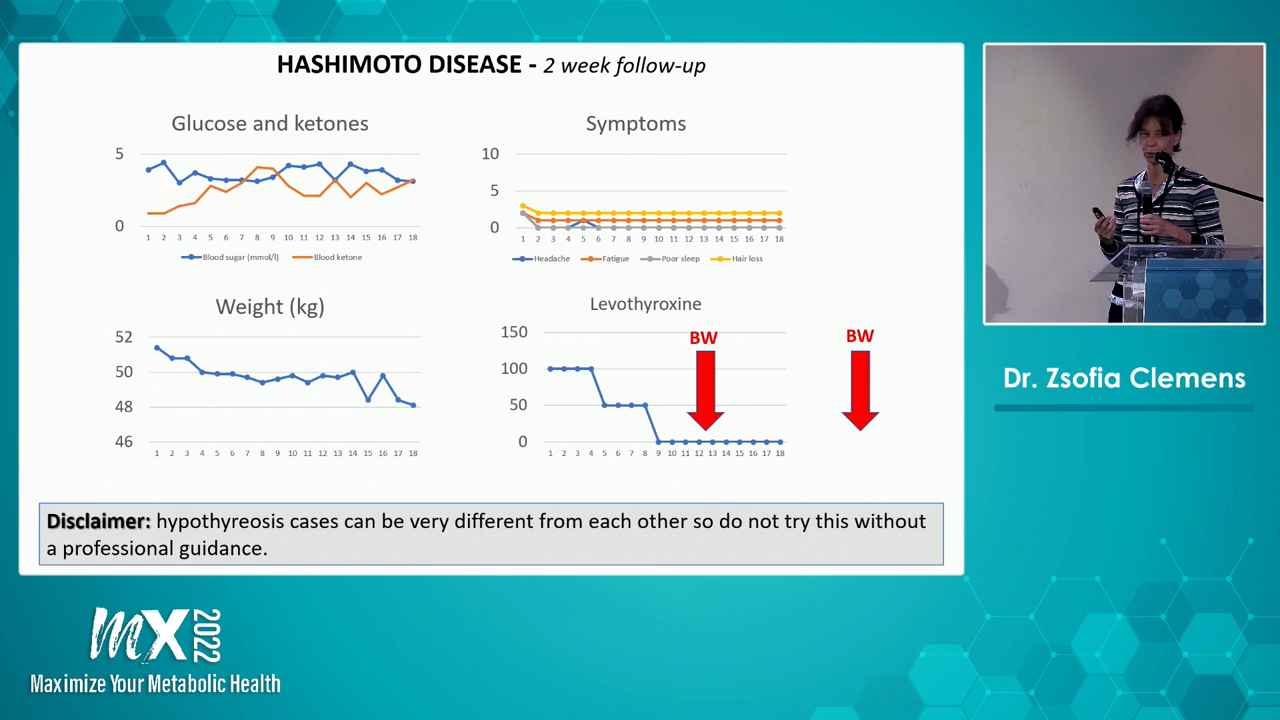 HASHIMOTO DISEASE - 2 week follow-up
Glucose and ketones
5
0
1 2 3 4 5 6 7 8 9 10 11 12 13 14 15 16 17 18
Blood sugar (mmol/l) Blood ketone
Symptoms
10
5
0
1 2 3 4 5 6 7 8 9 10 11 12 13 14 15 16 17 18
Headache Fatigue Poor sleep Hair loss
Weight (kg)
52
50
48
46
1 2 3 4 5 6 7 8 9 10 11 12 13 14 15 16 17 18
Levothyroxine
150
100
50
0
1 2 3 4 5 6 7 8 9 10 11 12 13 14 15 16 17 18
BW
BW
Disclaimer: hypothyreosis cases can be very different from each other so do not try this without
a professional guidance.
Dr. Zsofia Clemens
MX 2022
Maximize Your Metabolic Health